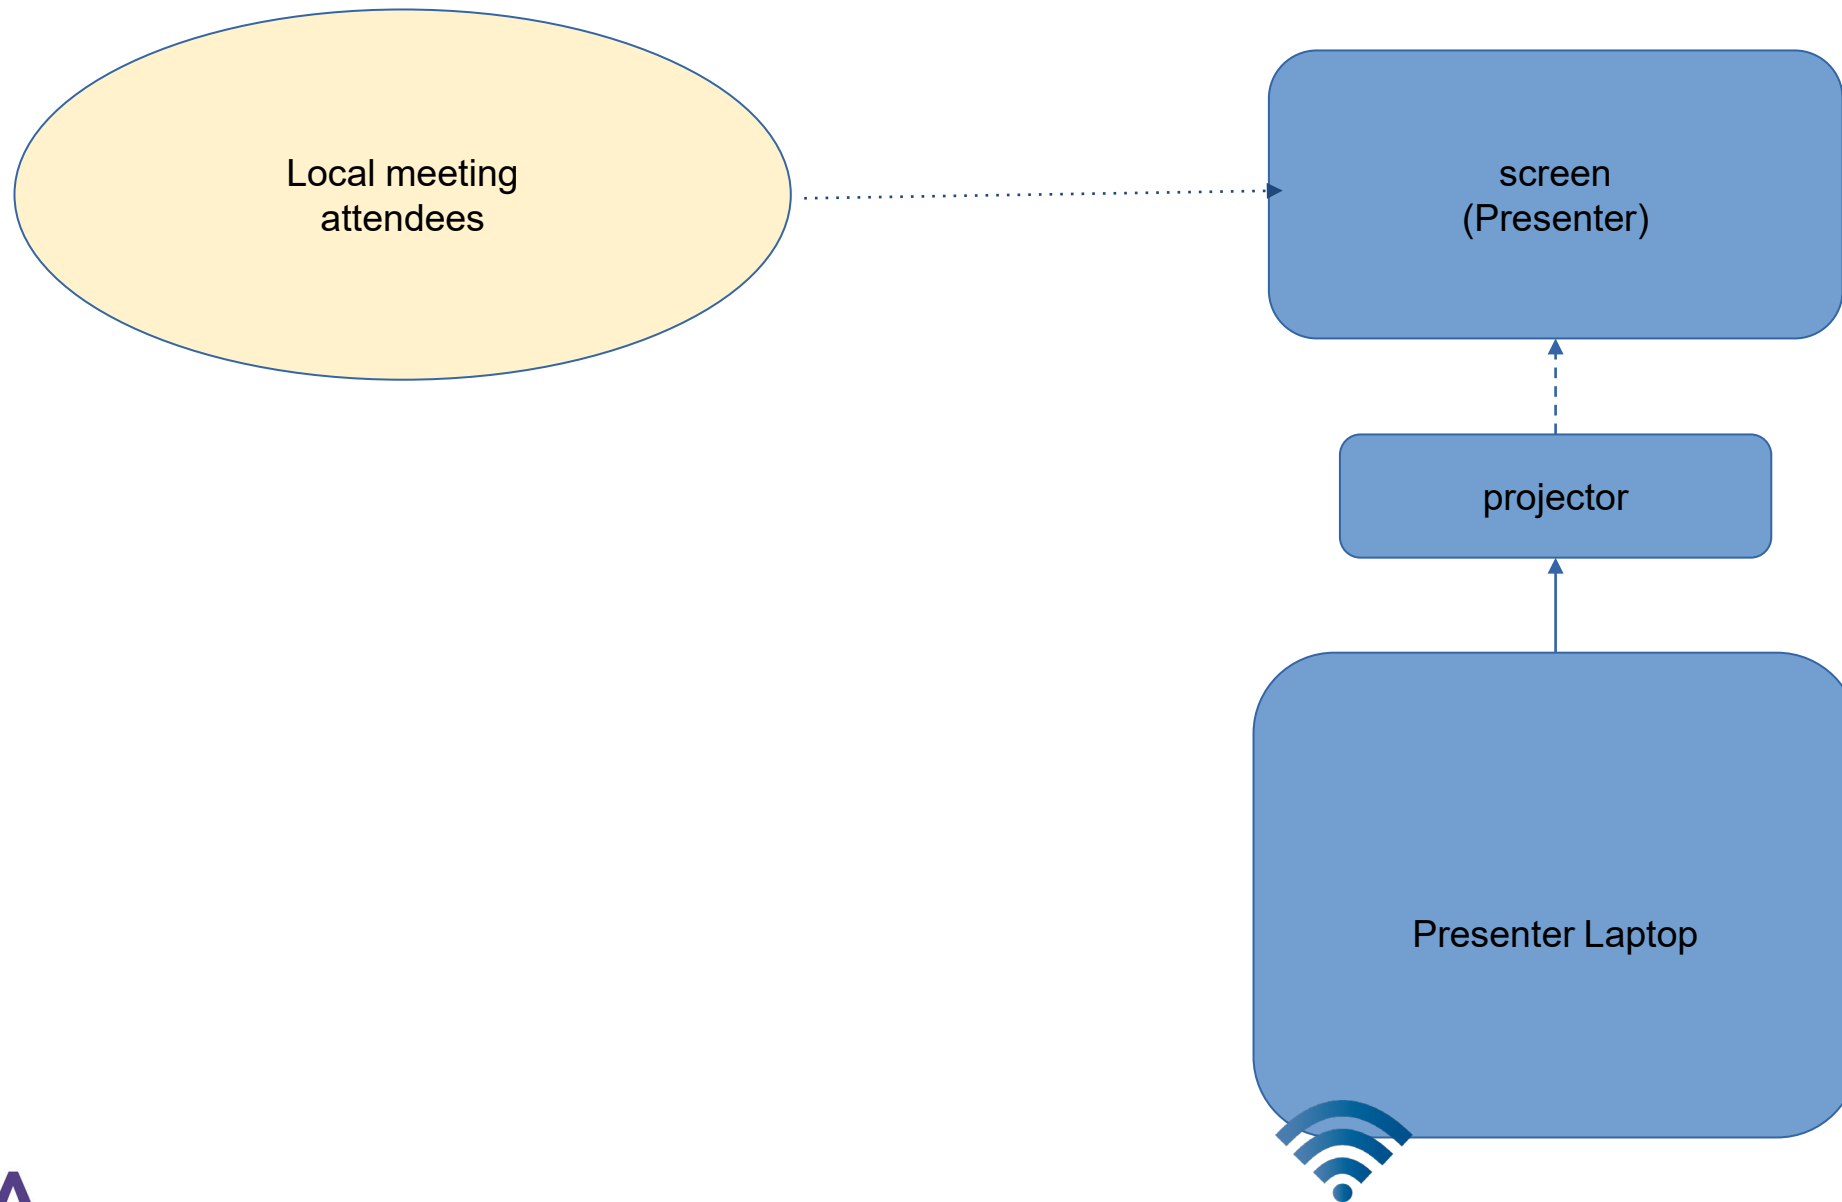 Local meeting
attendees
screen
(Presenter)
projector
Presenter Laptop